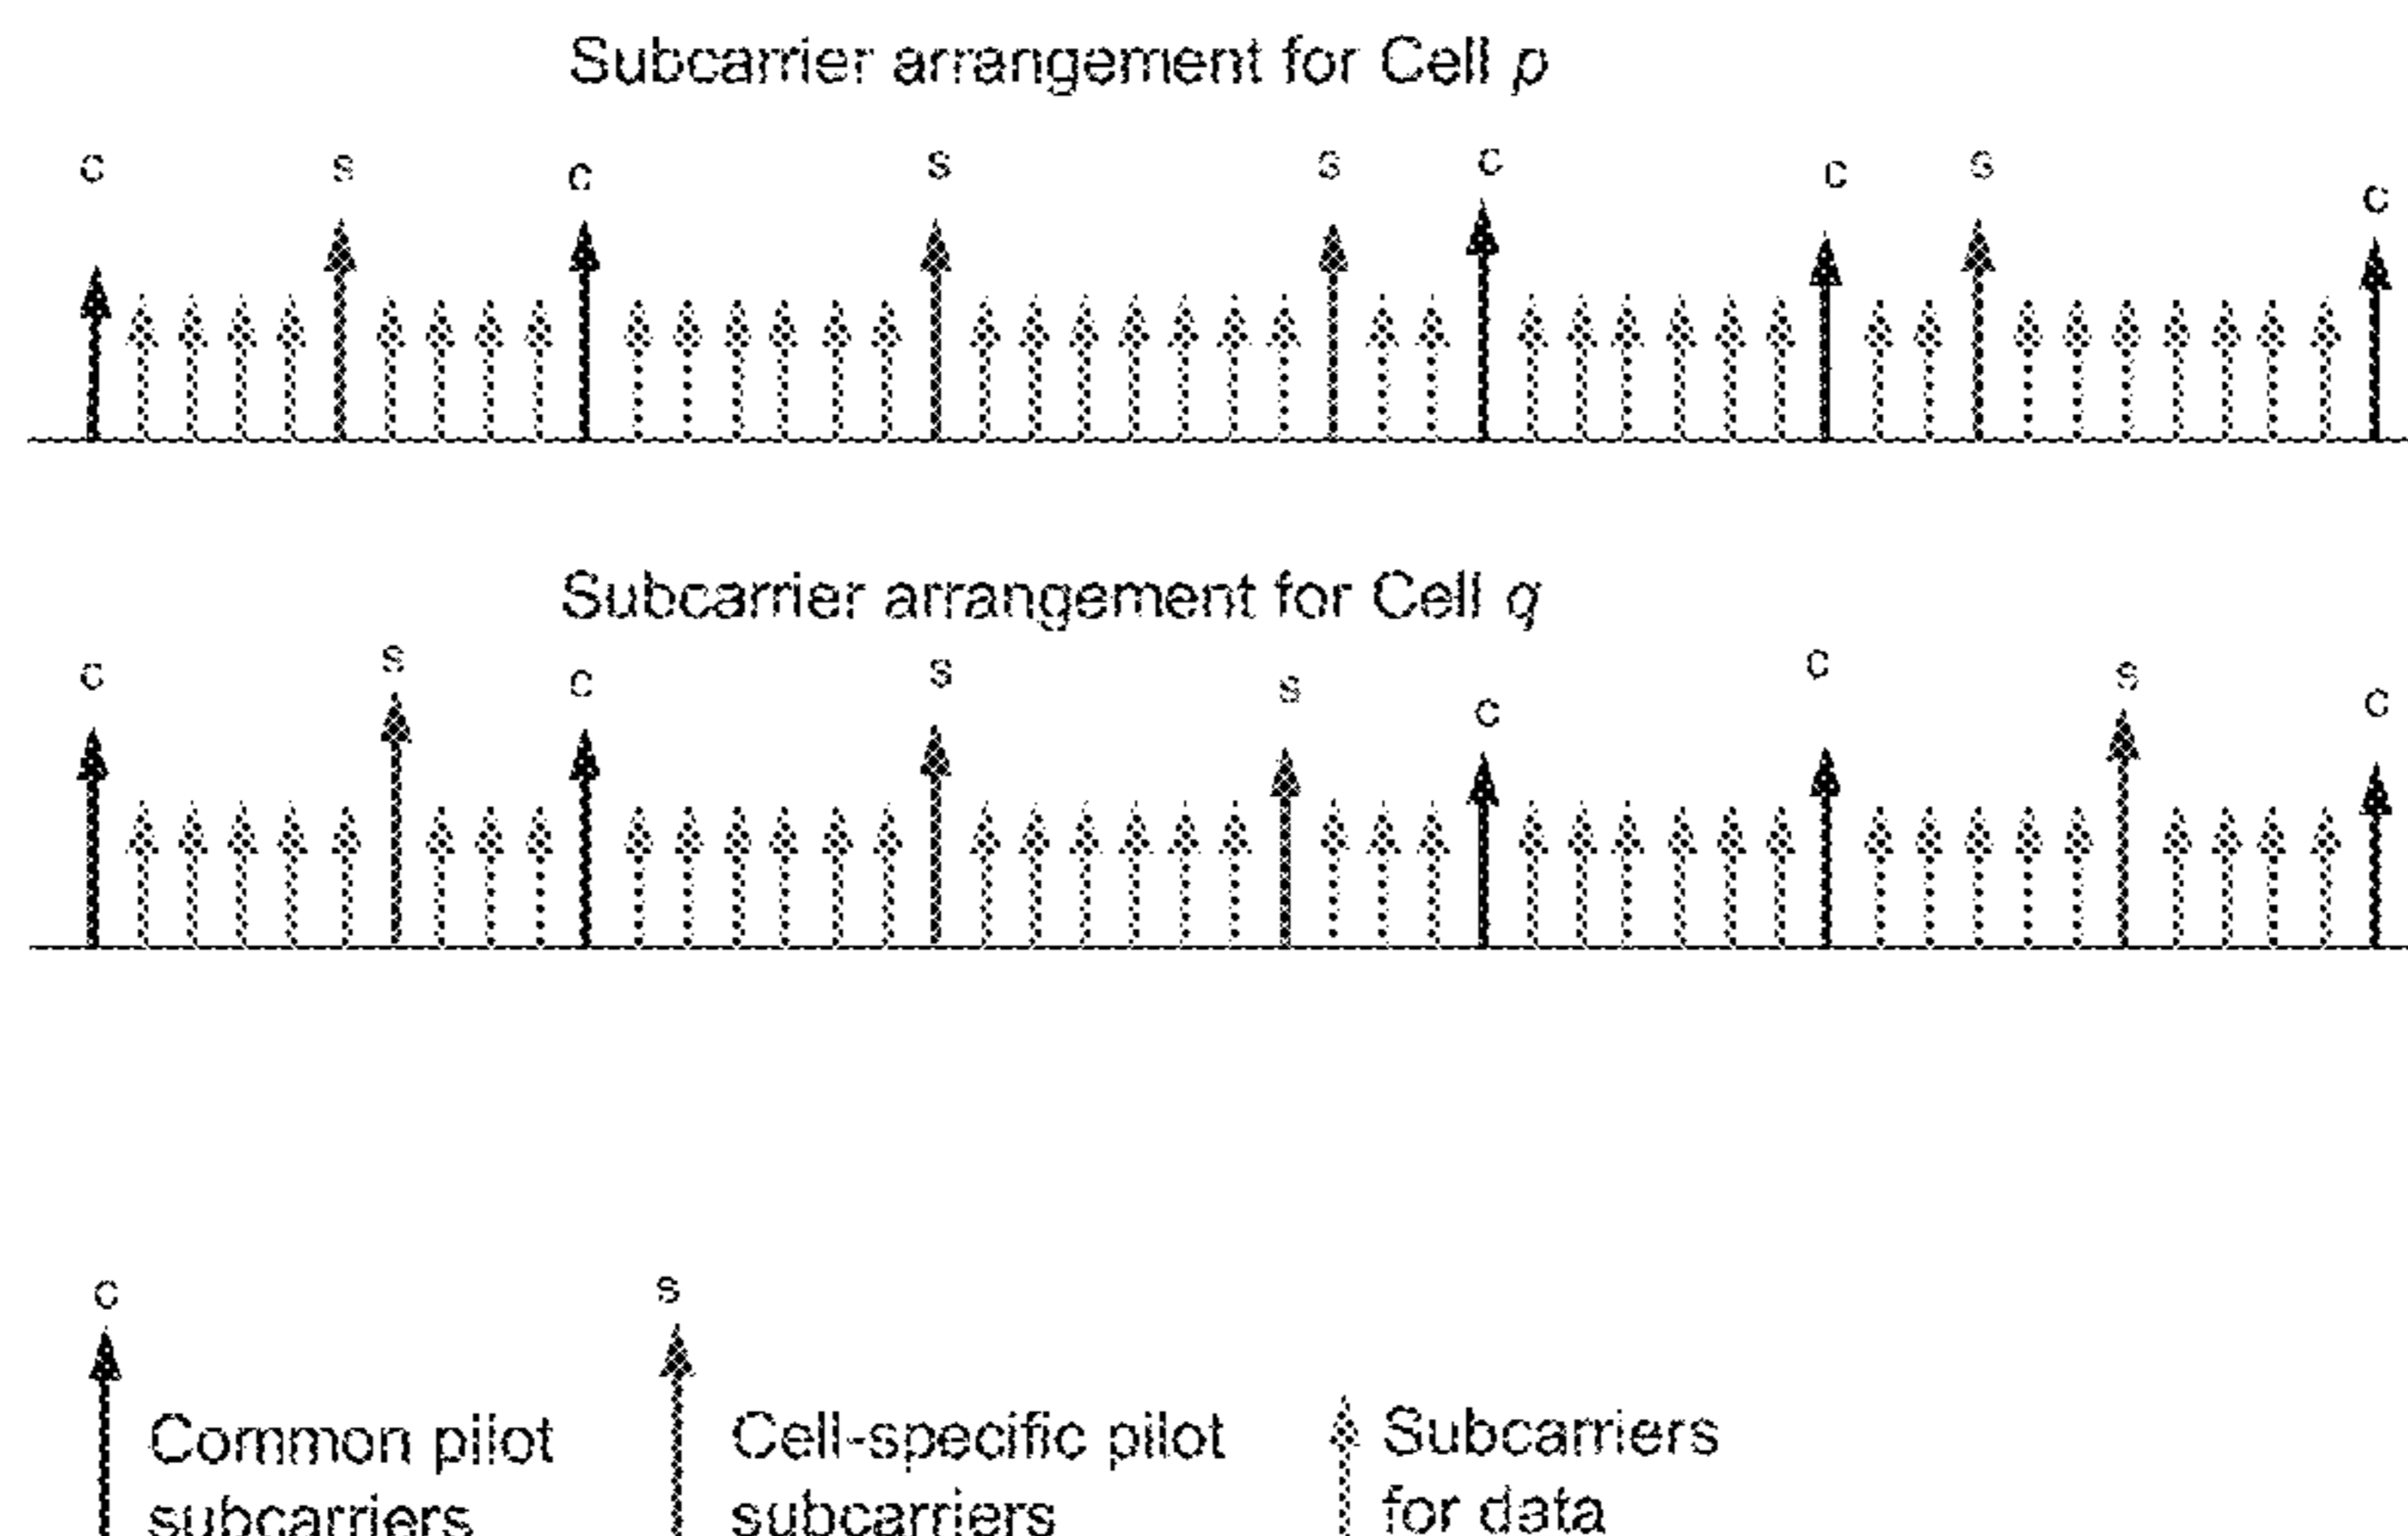 Subcarrier arrangement for Cell p
c s c s s c c s c
Subcarrier arrangement for Cell q
c s c s s c c s c
c s
Common pilot Cell-specific pilot Subcarriers
subcarriers subcarriers for data